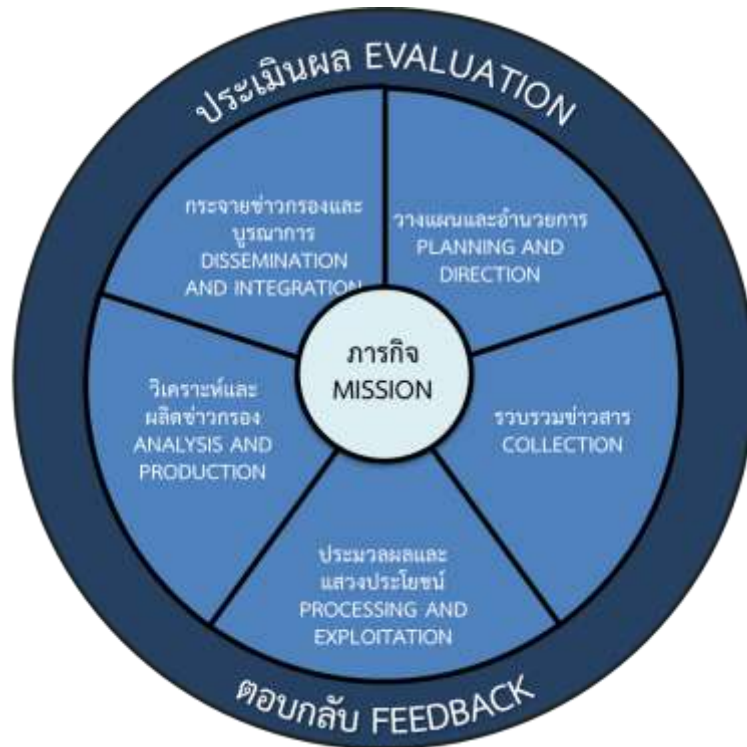 ประเมินผล EVALUATION
กระจายข่าวกรองและ
บูรณาการ
DISSEMINATION
AND INTEGRATION
วางแผนและอำนวยการ
PLANNING AND
DIRECTION
ภารกิจ
MISSION
วิเคราะห์และ
ผลิตข่าวกรอง
ANALYSIS AND
PRODUCTION
รวบรวมข่าวสาร
COLLECTION
ประมวลผลและ
แสวงประโยชน์
PROCESSING AND
EXPLOITATION
ตอบกลับ FEEDBACK